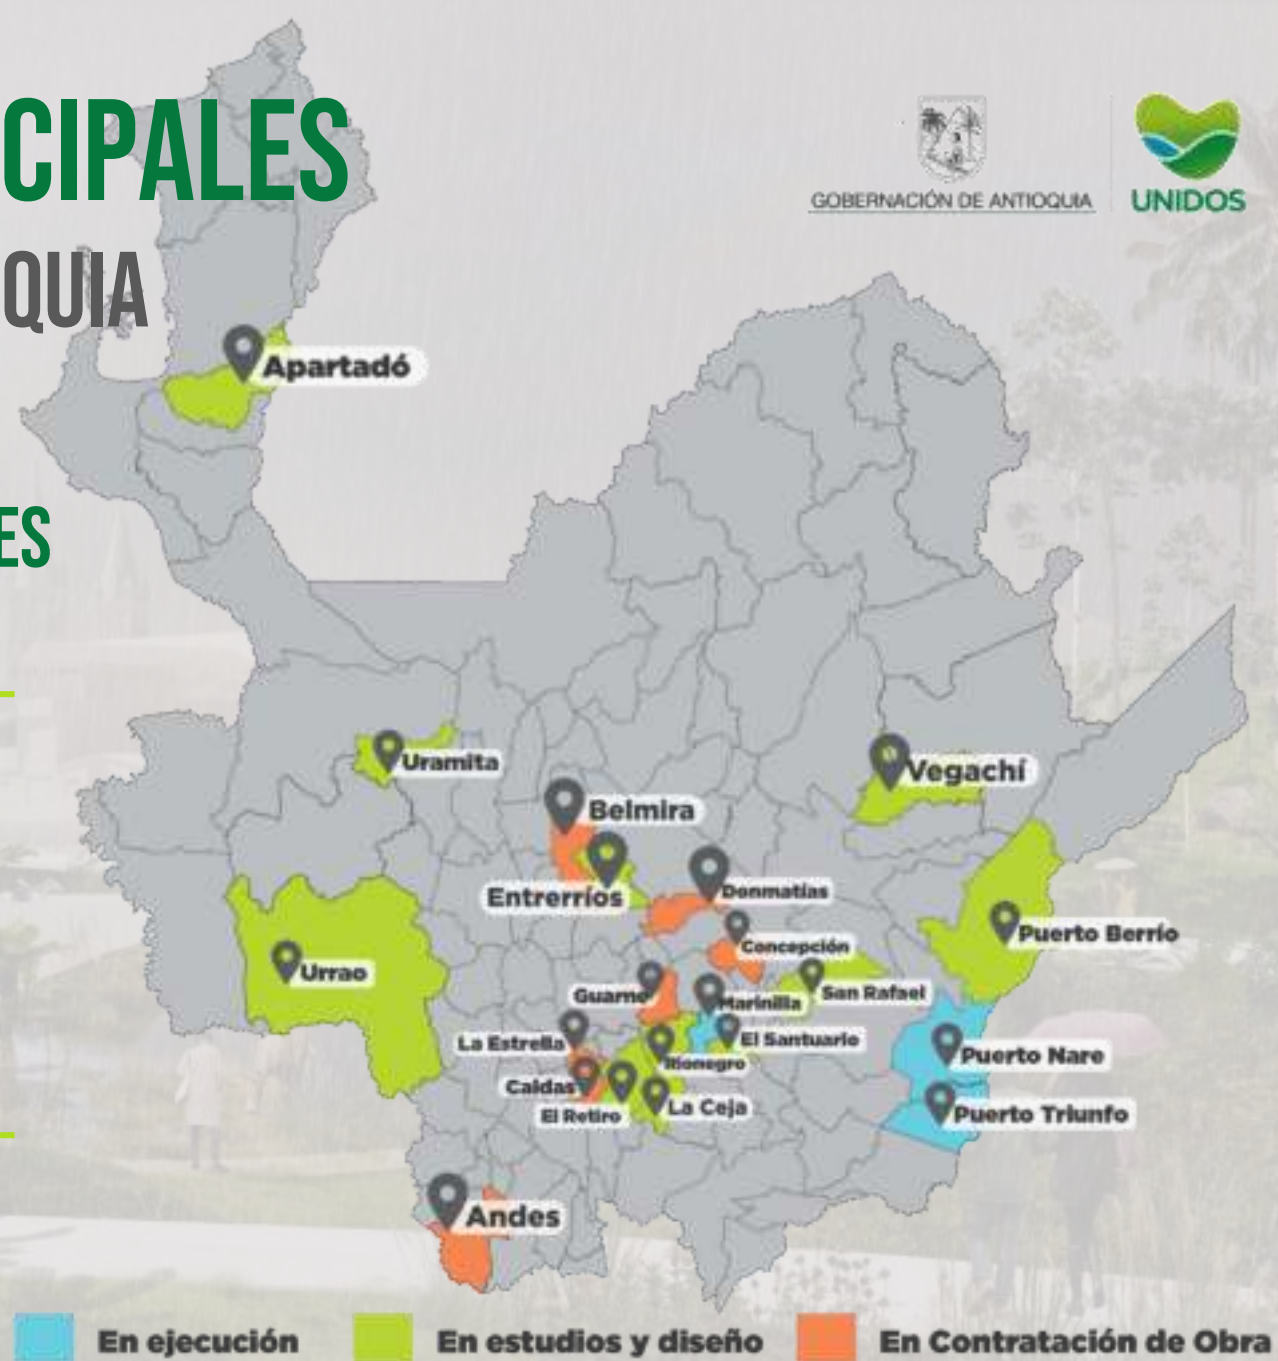 CIPALES
GOBERNACIÓN DE ANTIOQUIA
UNIDOS
QUIA
Apartadó
ES
Uramita
Vegachí
Belmira
Entrerríos
Donmatías
Puerto Berrío
Concepción
Urrao
Guarne
Marinilla
San Rafael
La Estrella
El Santuario
Rionegro
Puerto Nare
Caldas
El Retiro
La Ceja
Puerto Triunfo
Andes
En ejecución
En estudios y diseño
En Contratación de Obra